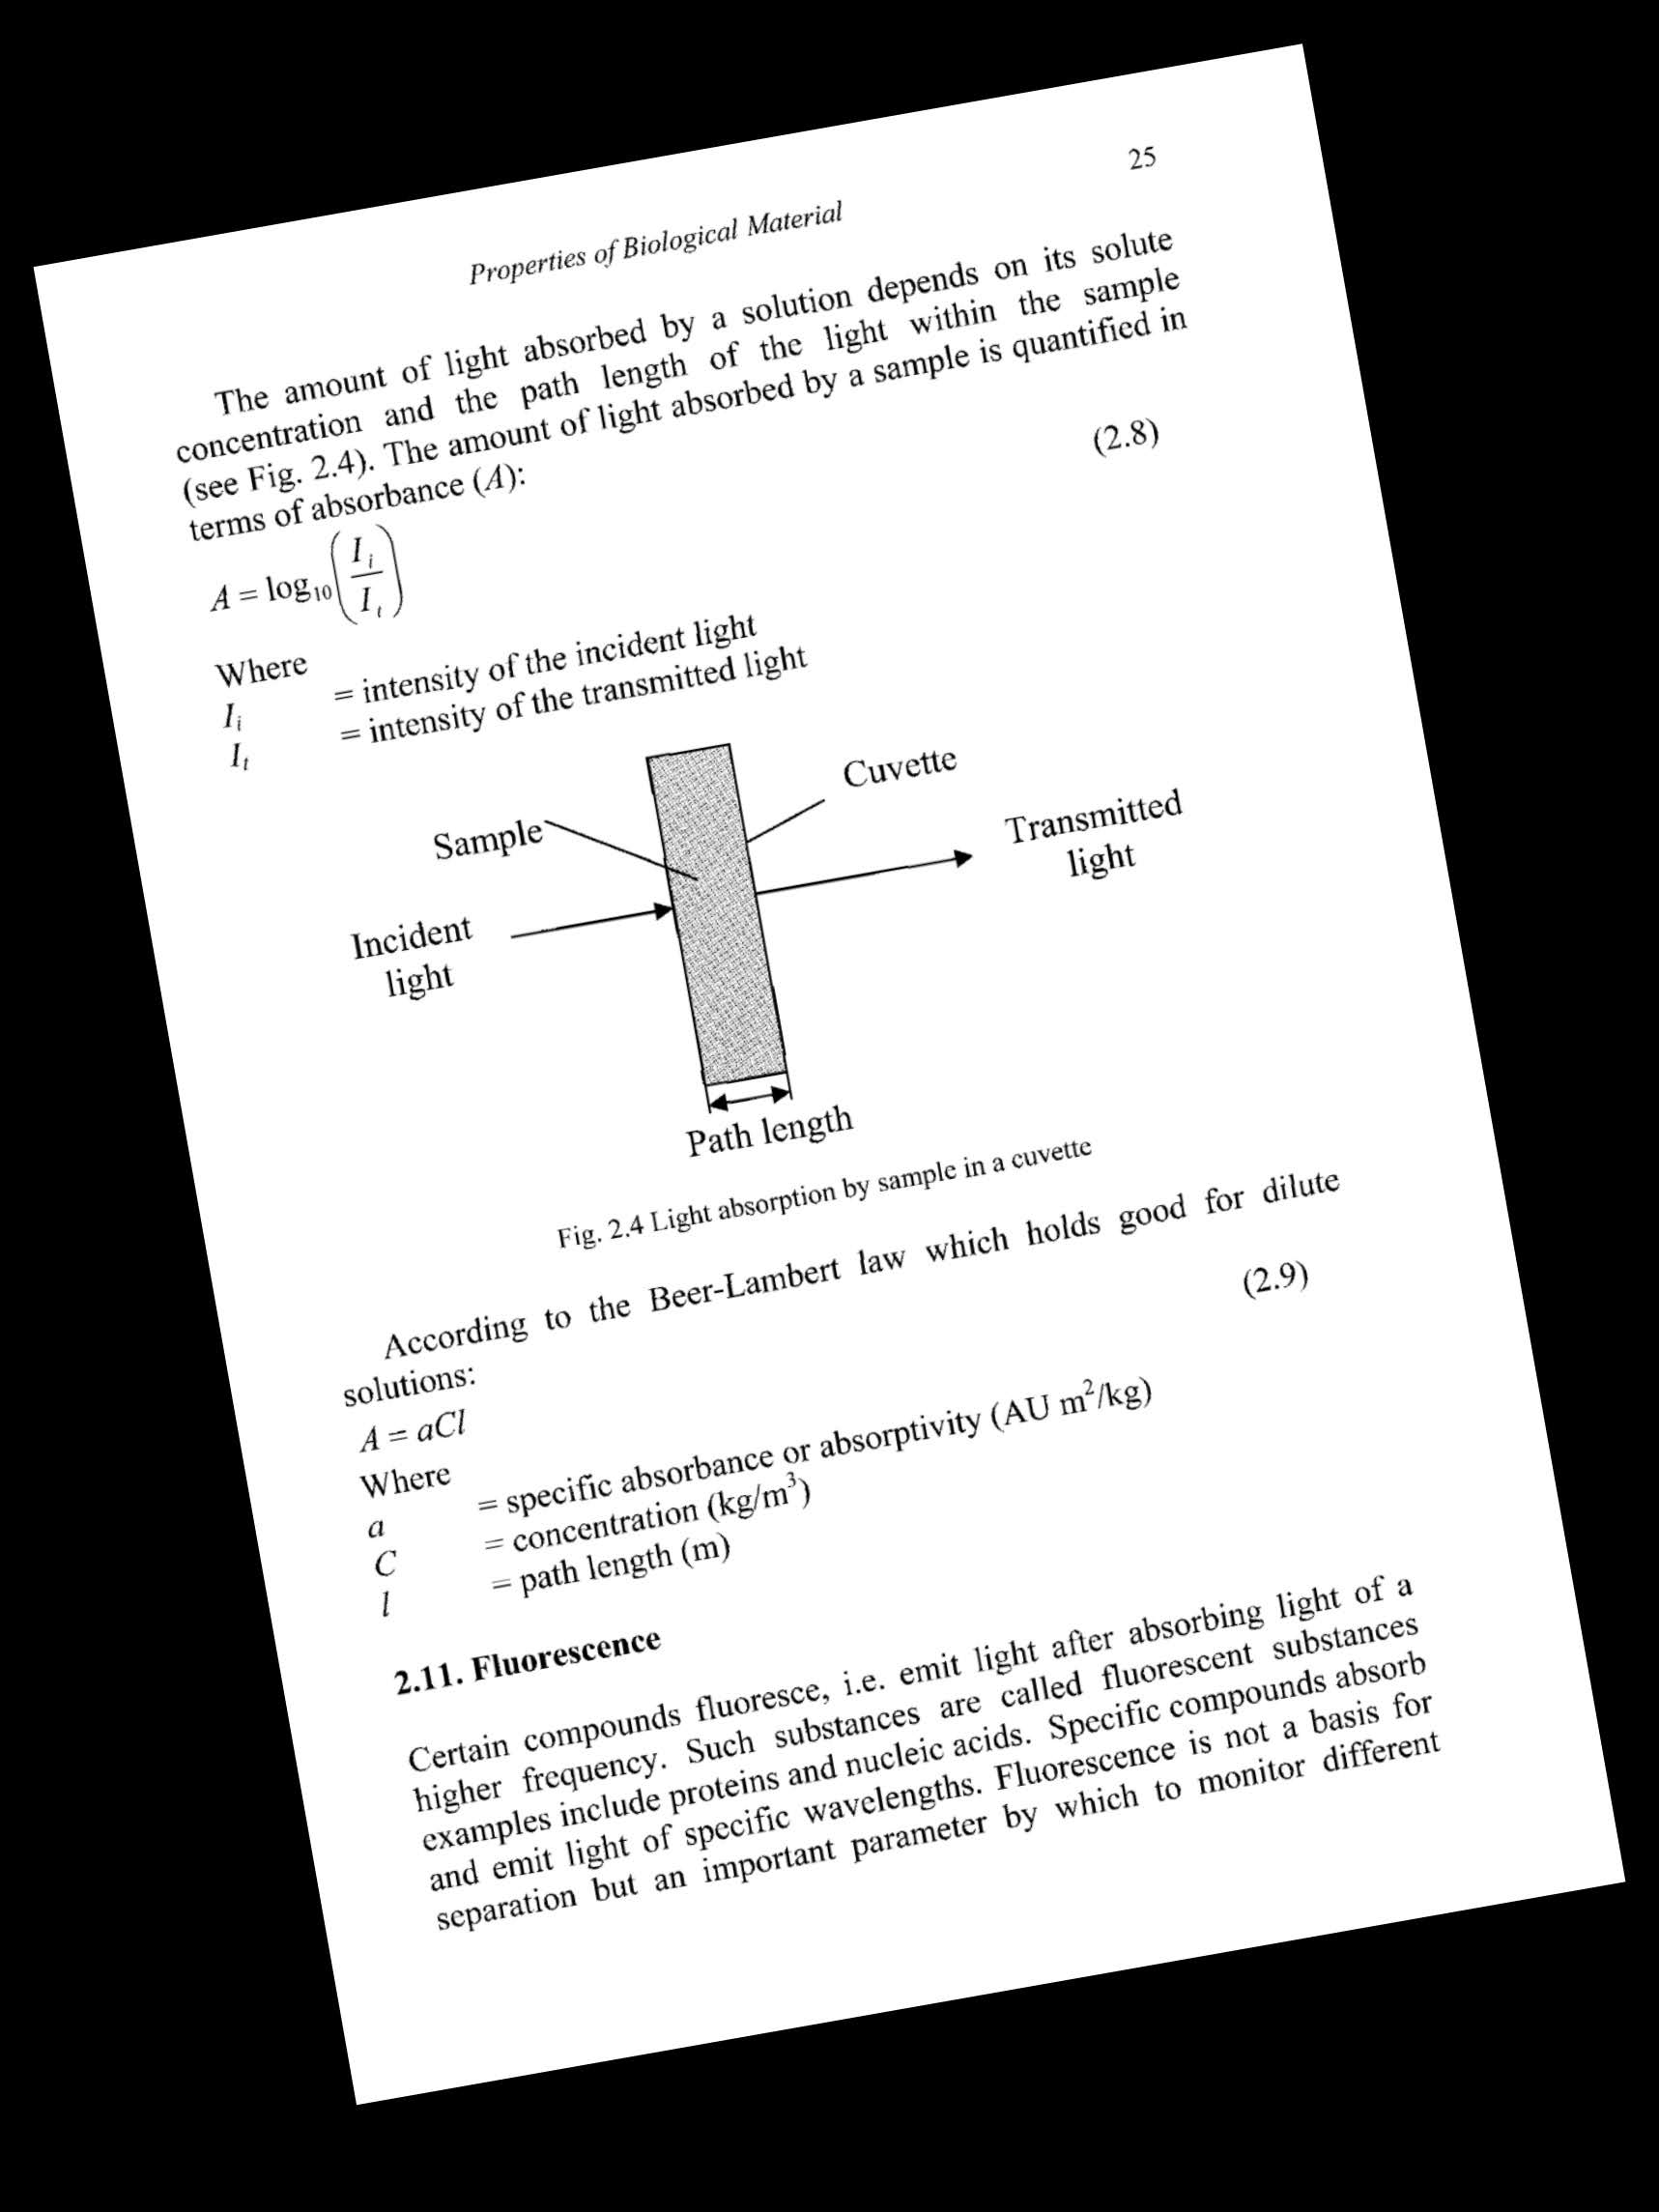 Properties of Biological Material 25
The amount of light absorbed by a solution depends on its solute
concentration and the path length of the light within the sample
(see Fig. 2.4). The amount of light absorbed by a sample is quantified in
terms of absorbance (A):
A = log₁₀(I_i / I_t) (2.8)
Where
I_i = intensity of the incident light
I_t = intensity of the transmitted light
Cuvette
Sample
Transmitted
light
Incident
light
Path length
Fig. 2.4 Light absorption by sample in a cuvette
According to the Beer-Lambert law which holds good for dilute
solutions:
A = aCl (2.9)
Where
a = specific absorbance or absorptivity (AU m²/kg)
C = concentration (kg/m³)
l = path length (m)
2.11. Fluorescence
Certain compounds fluoresce, i.e. emit light after absorbing light of a
higher frequency. Such substances are called fluorescent substances
examples include proteins and nucleic acids. Specific compounds absorb
and emit light of specific wavelengths. Fluorescence is not a basis for
separation but an important parameter by which to monitor different